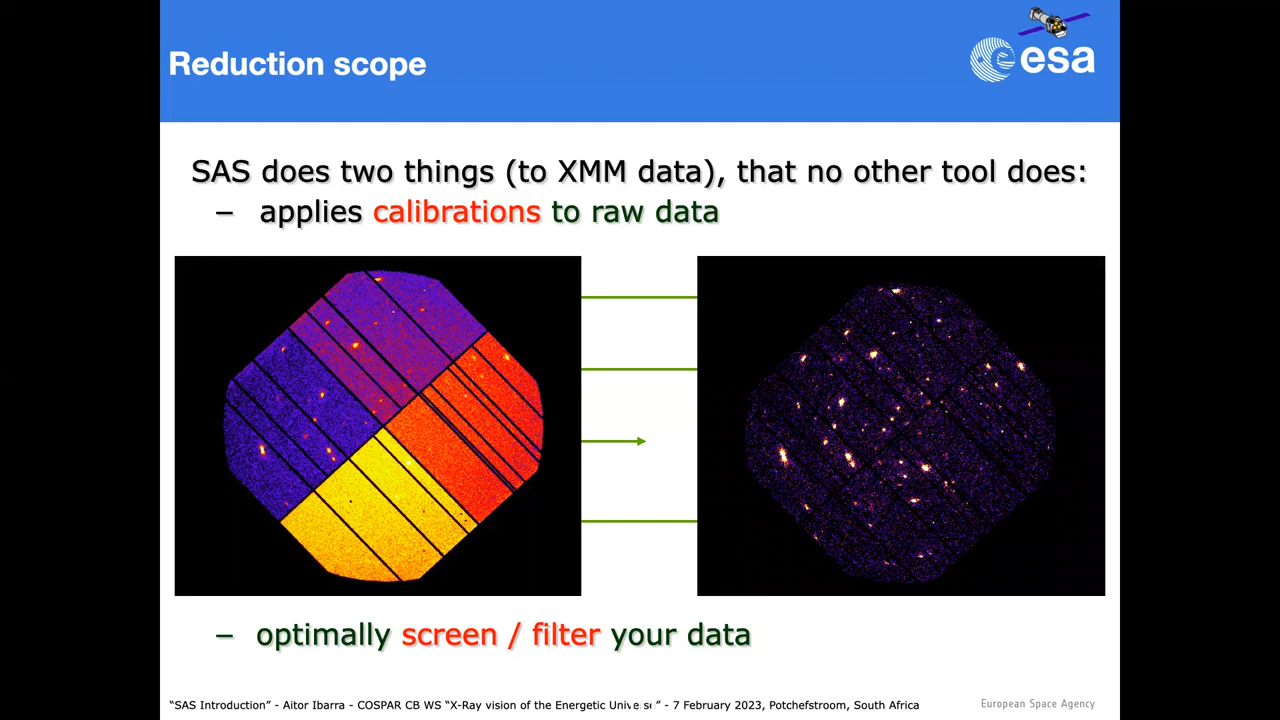 Reduction scope
esa
SAS does two things (to XMM data), that no other tool does:
– applies calibrations to raw data
– optimally screen / filter your data
“SAS Introduction” - Aitor Ibarra - COSPAR CB WS “X-Ray vision of the Energetic Universe” - 7 February 2023, Potchefstroom, South Africa
European Space Agency